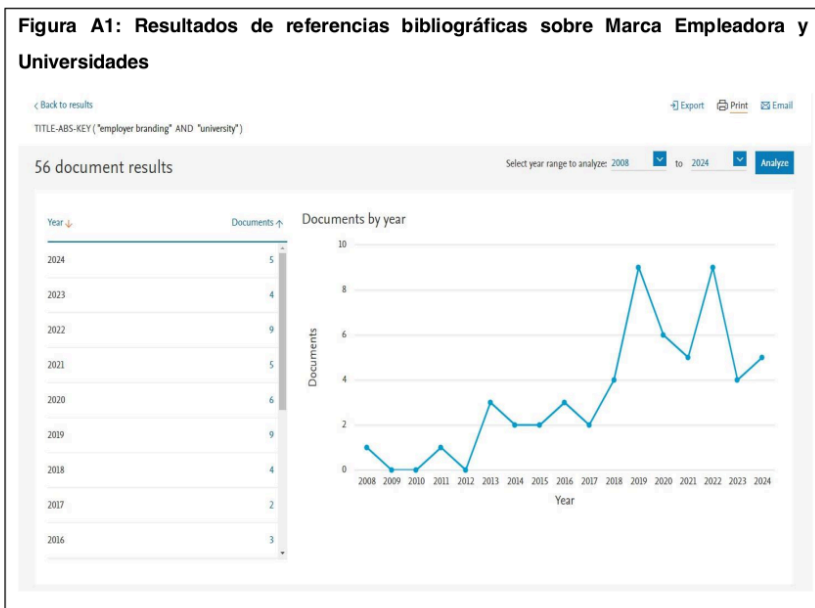 Figura A1: Resultados de referencias bibliográficas sobre Marca Empleadora y
Universidades
Back to results
Export Print Email
TITLE-ABS-KEY ( "employer branding" AND "university")
56 document results
Select year range to analyze: 2008 to 2024 Analyze
Year Documents
2024 5
2023 4
2022 9
2021 5
2020 6
2019 9
2018 4
2017 2
2016 3
Documents by year
10
8
6
4
2
0
Documents
2008 2009 2010 2011 2012 2013 2014 2015 2016 2017 2018 2019 2020 2021 2022 2023 2024
Year